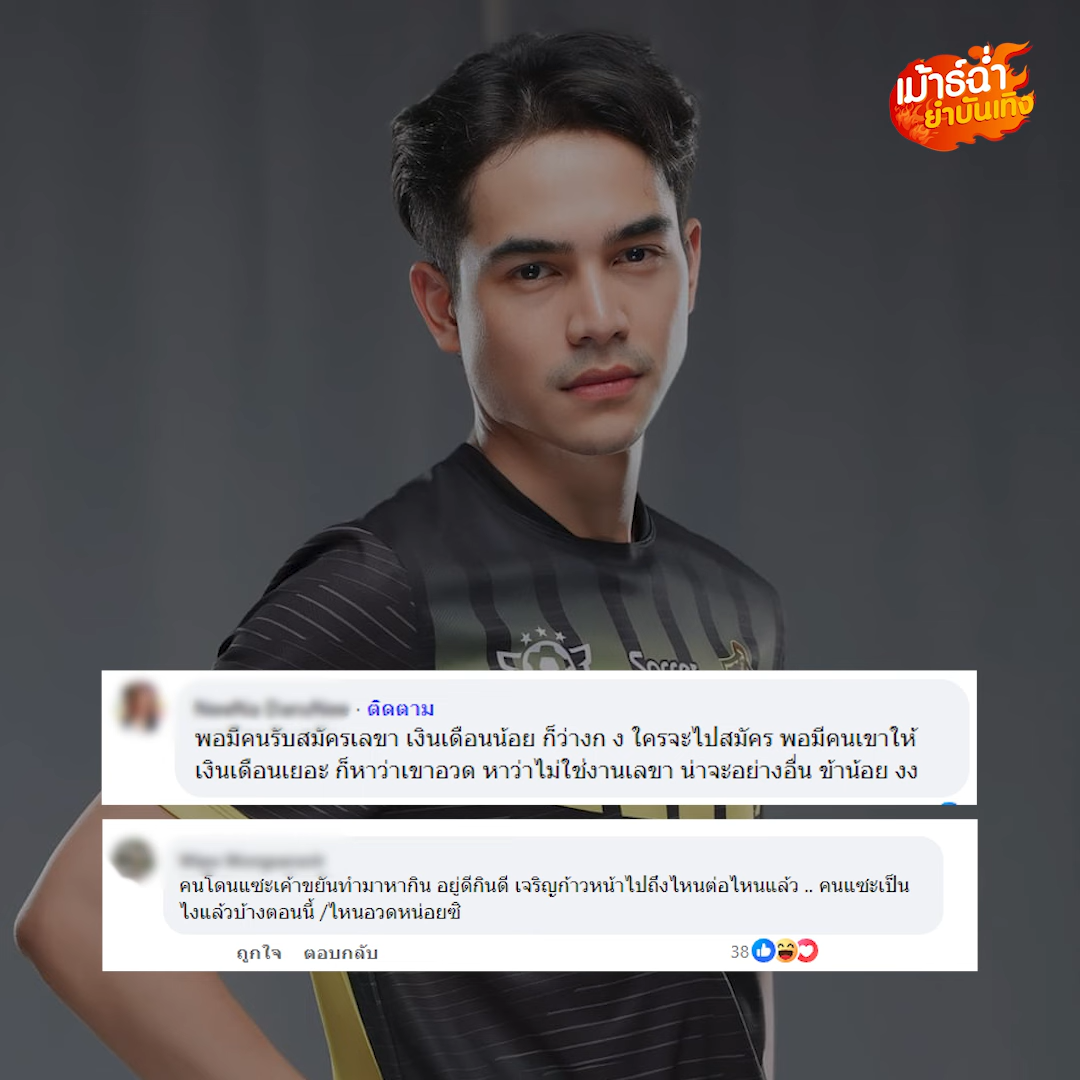 เม้าธ์ฉ่ำ
ยำบันเทิง
Soccer
ติดตาม
พอมีคนรับสมัครเลขา เงินเดือนน้อย ก็ว่างก ง ใครจะไปสมัคร พอมีคนเขาให้
เงินเดือนเยอะ ก็หาว่าเขาอวด หาว่าไม่ใช่งานเลขา น่าจะอย่างอื่น ข้าน้อย งง
คนโดนแซะเค้าขยันทำมาหากิน อยู่ดีกินดี เจริญก้าวหน้าไปถึงไหนต่อไหนแล้ว .. คนแซะเป็น
ไงแล้วบ้างตอนนี้ /ไหนอวดหน่อยซิ
ถูกใจ ตอบกลับ 38